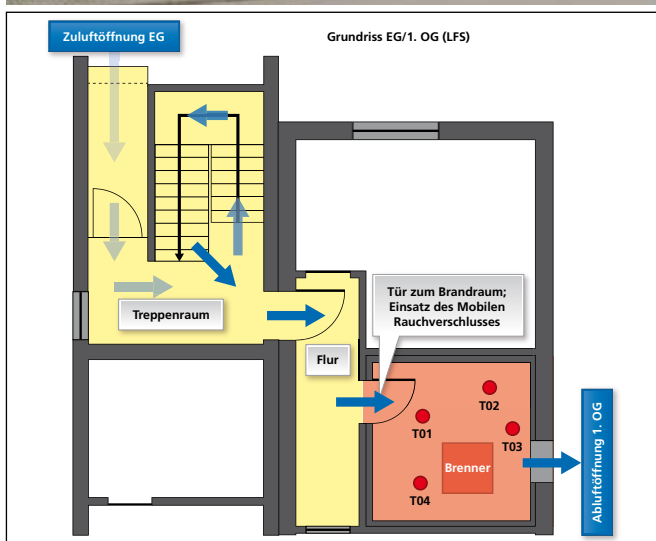 Zuluftöffnung EG
Grundriss EG/1. OG (LFS)
Tür zum Brandraum;
Einsatz des Mobilen
Rauchverschlusses
Treppenraum
Flur
T01
T02
T03
T04
Brenner
Abluftöffnung 1. OG